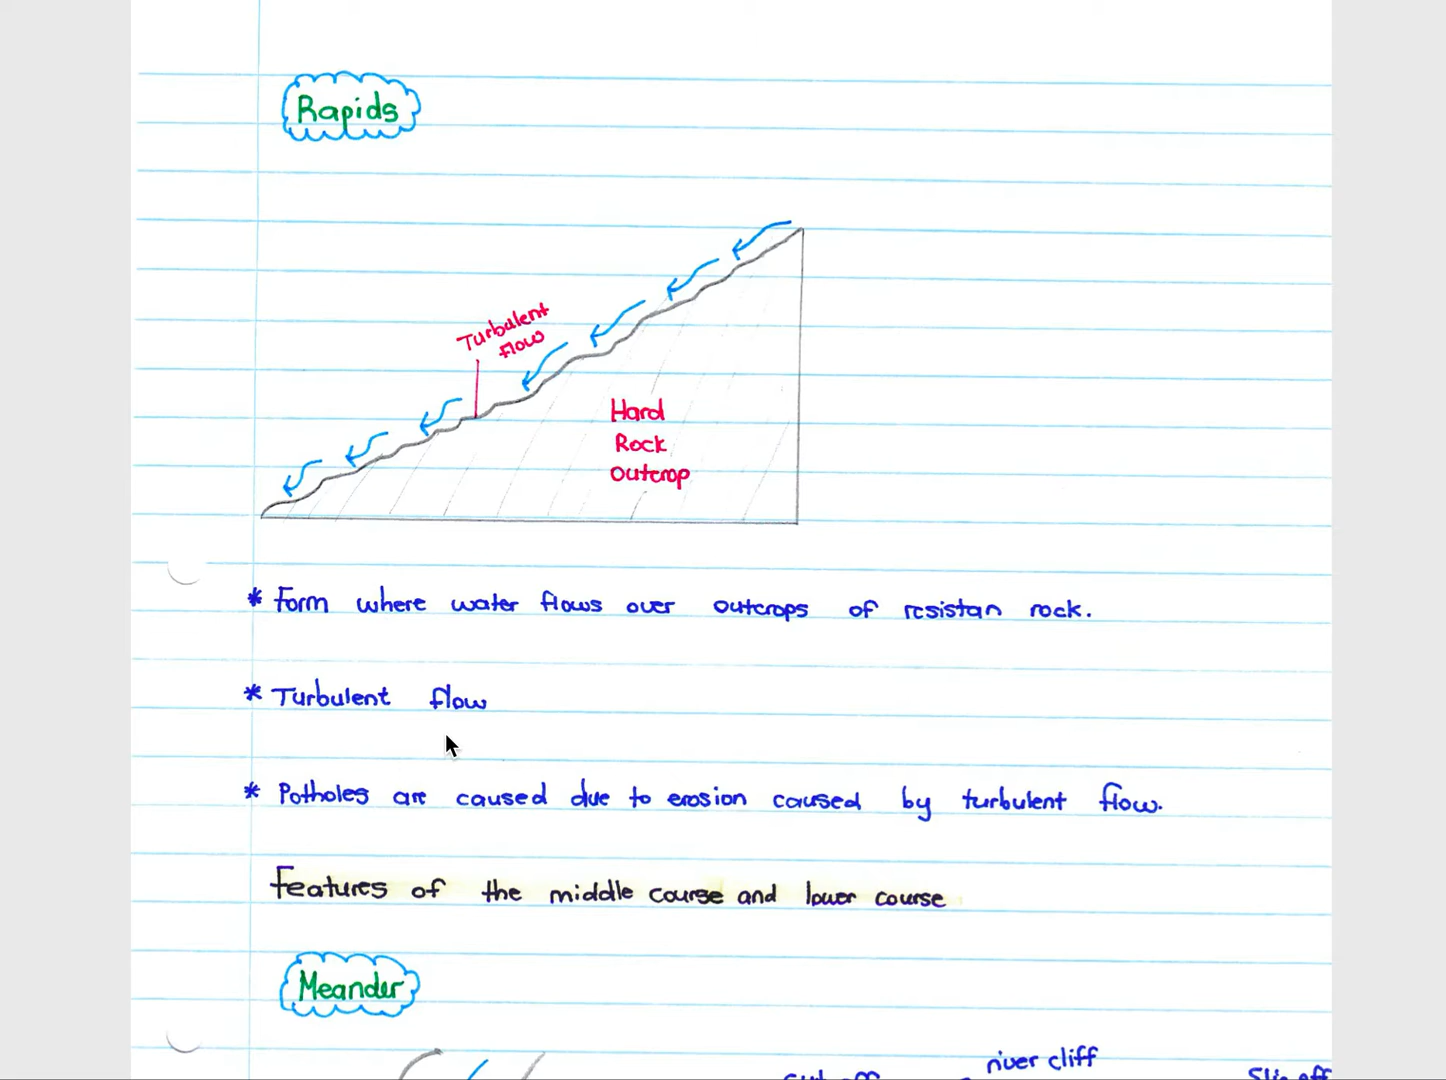 Rapids
Turbulent
flow
Hard
Rock
outcrop
* Form where water flows over outcrops of resistan rock.
* Turbulent flow
* Potholes are caused due to erosion caused by turbulent flow.
Features of the middle course and lower course
Meander
river cliff